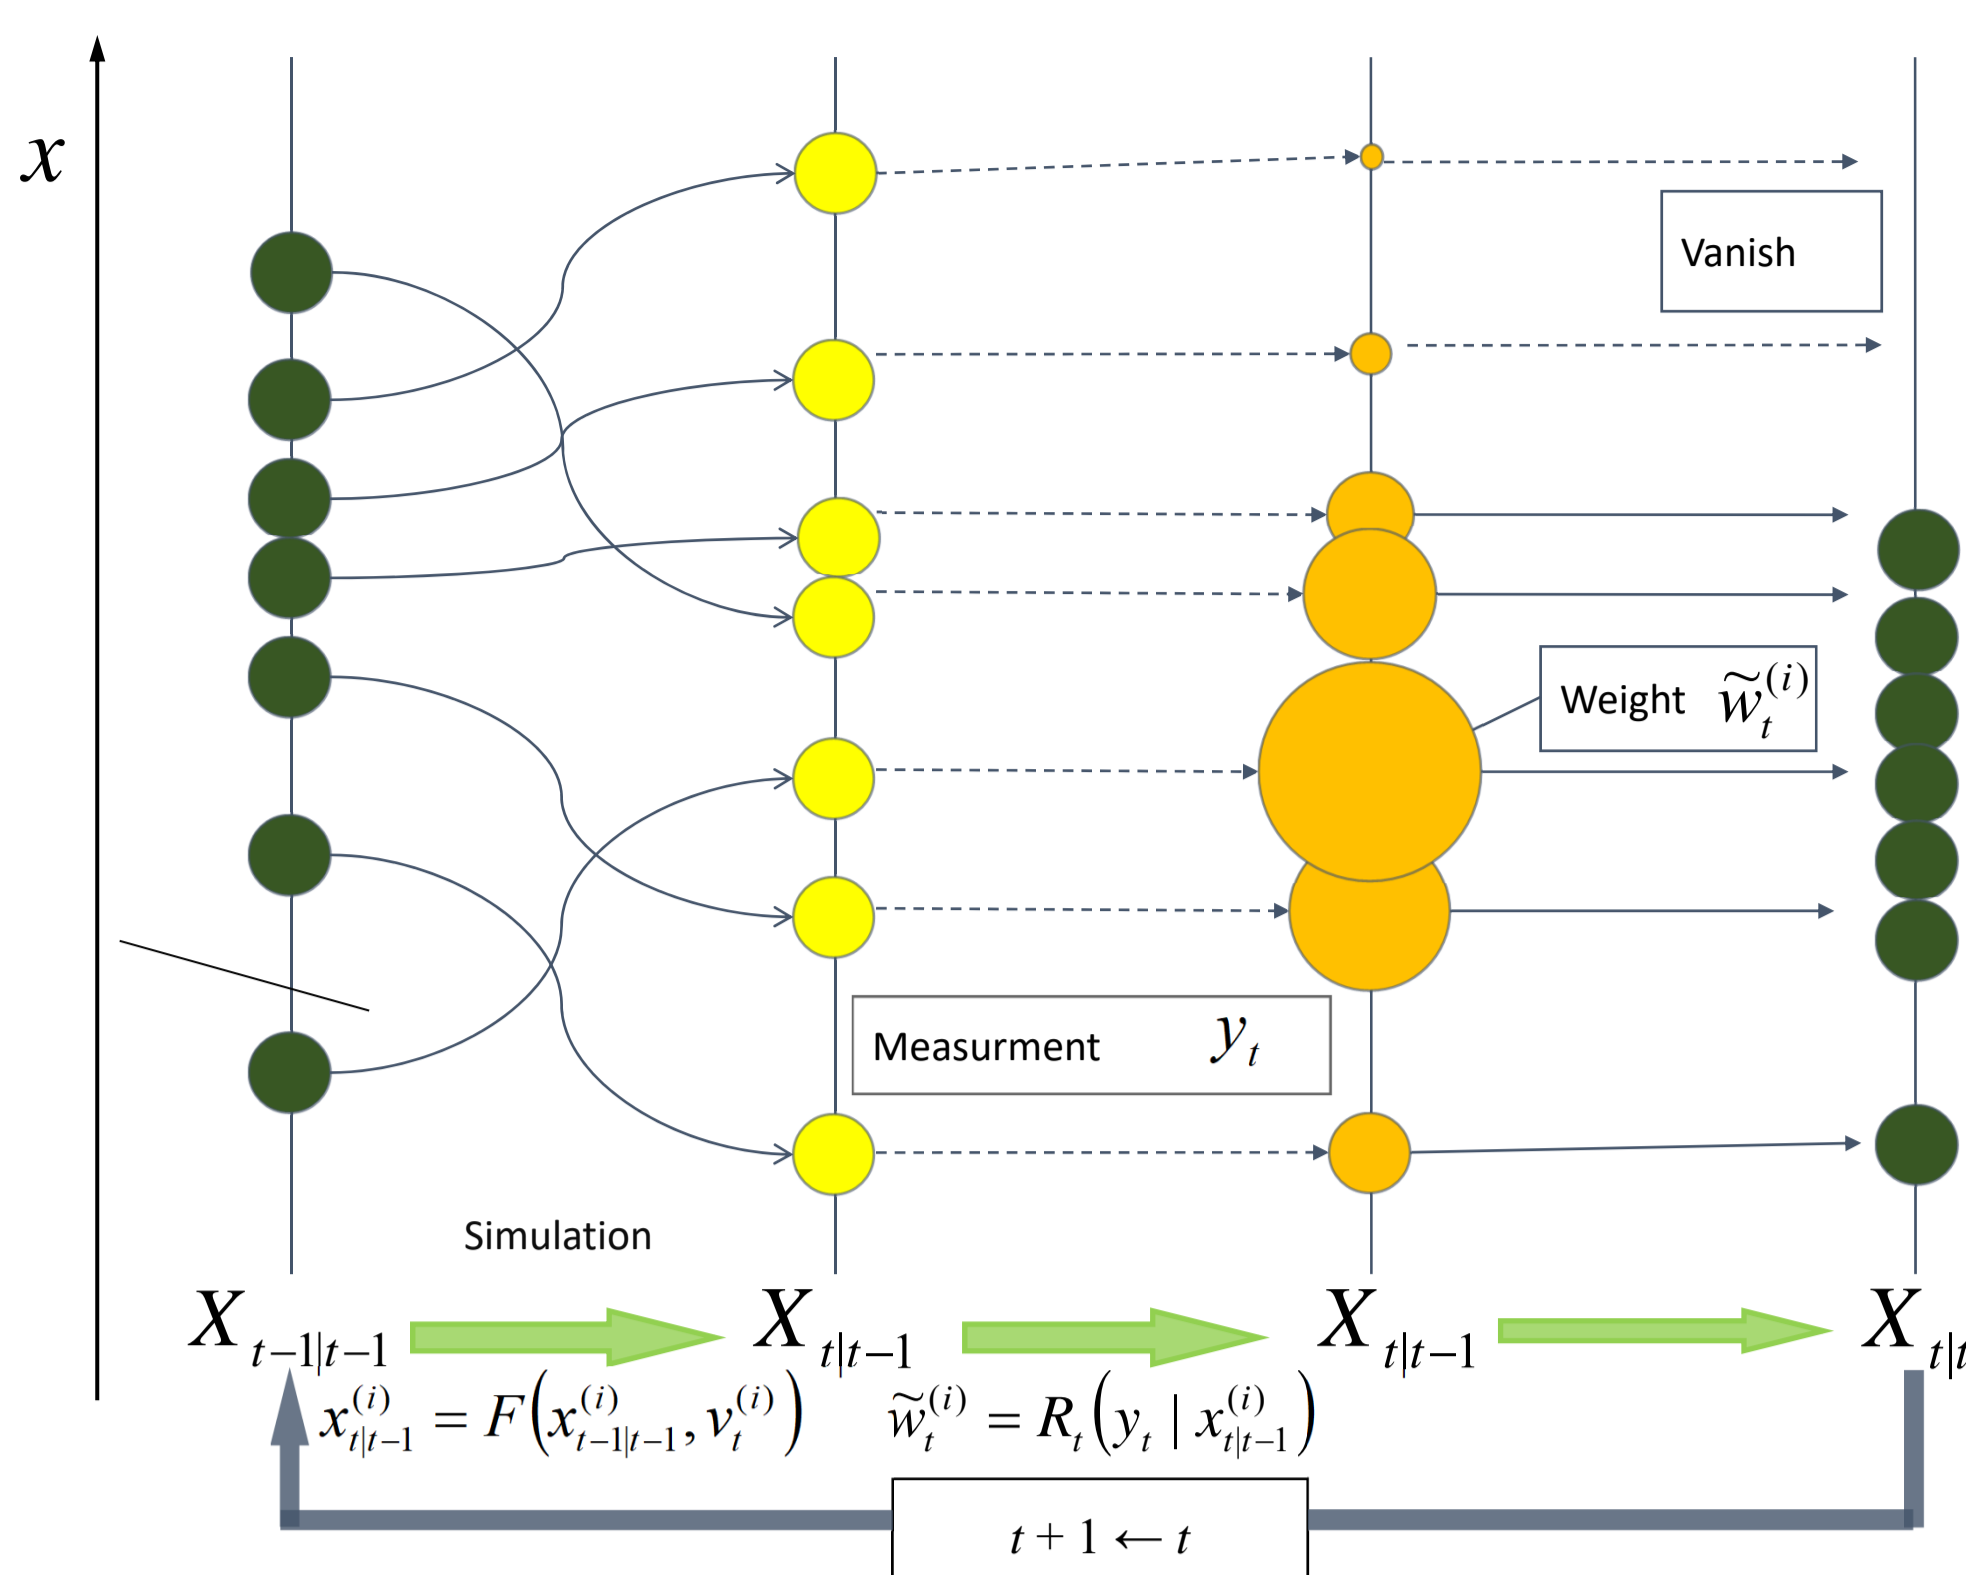 x
Vanish
Weight w̃_t^(i)
Measurment y_t
Simulation
X_{t−1|t−1} X_{t|t−1} X_{t|t−1} X_{t|t}
x_{t|t−1}^(i) = F(x_{t−1|t−1}^(i), v_t^(i)) w̃_t^(i) = R_t(y_t | x_{t|t−1}^(i))
t + 1 ← t